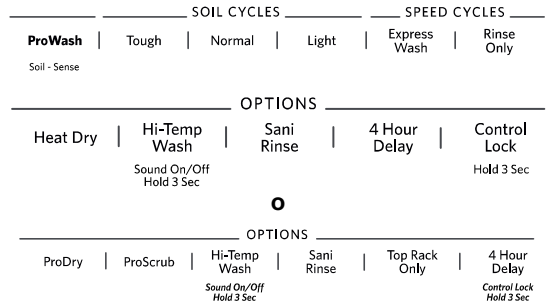 SOIL CYCLES SPEED CYCLES
ProWash | Tough | Normal | Light | Express Wash | Rinse Only
Soil - Sense
OPTIONS
Heat Dry | Hi-Temp Wash | Sani Rinse | 4 Hour Delay | Control Lock
Sound On/Off Hold 3 Sec Hold 3 Sec
O
OPTIONS
ProDry | ProScrub | Hi-Temp Wash | Sani Rinse | Top Rack Only | 4 Hour Delay
Sound On/Off Hold 3 Sec Control Lock Hold 3 Sec